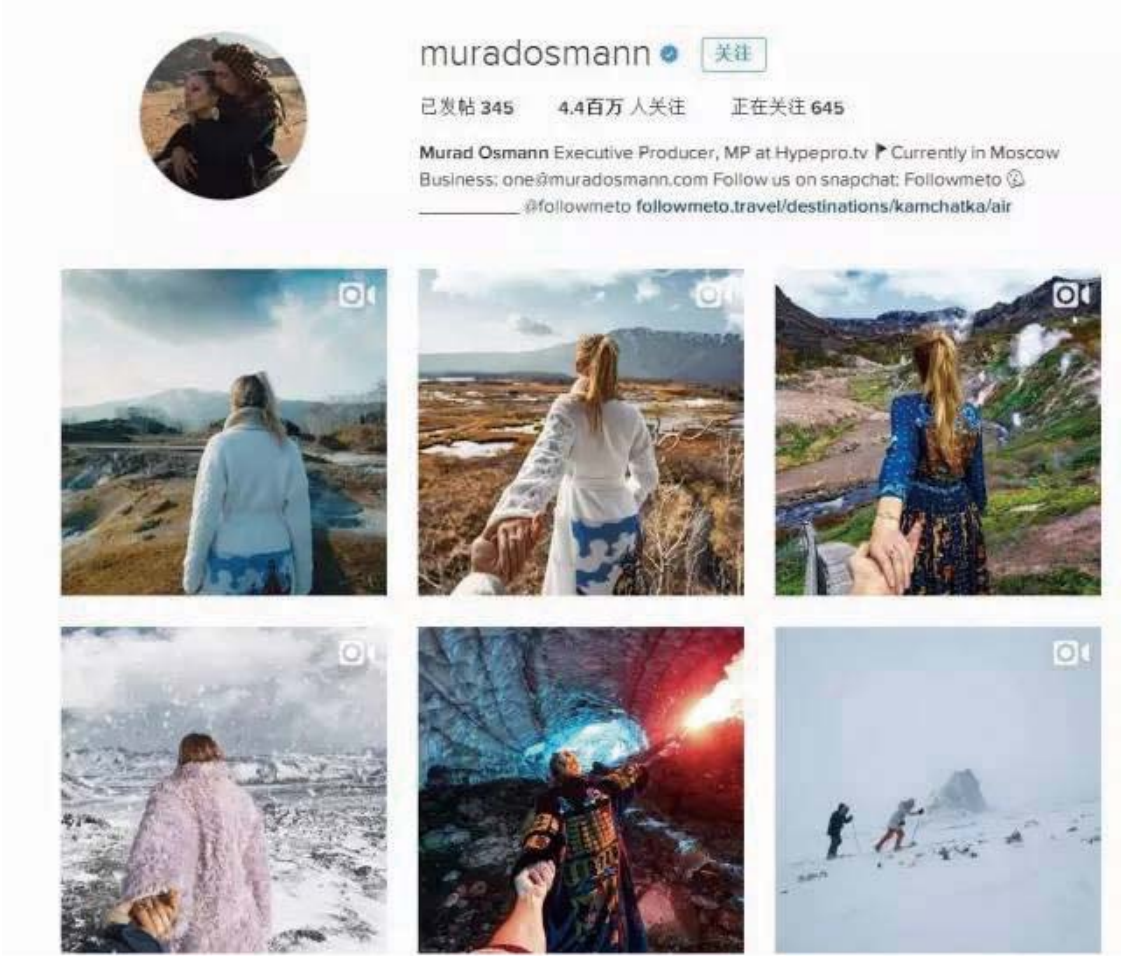 muradosmann 关注
已发帖 345 4.4百万 人关注 正在关注 645
Murad Osmann Executive Producer, MP at Hypepro.tv Currently in Moscow
Business: one@muradosmann.com Follow us on snapchat: Followmeto
__________ @followmeto followmeto.travel/destinations/kamchatka/air